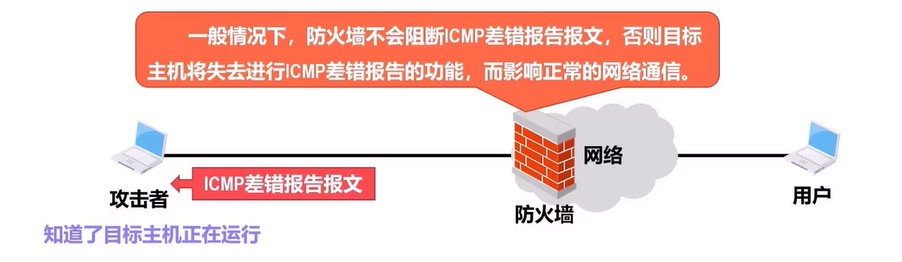 一般情况下，防火墙不会阻断ICMP差错报告报文，否则目标
主机将失去进行ICMP差错报告的功能，而影响正常的网络通信。
网络
ICMP差错报告报文
攻击者
防火墙
用户
知道了目标主机正在运行